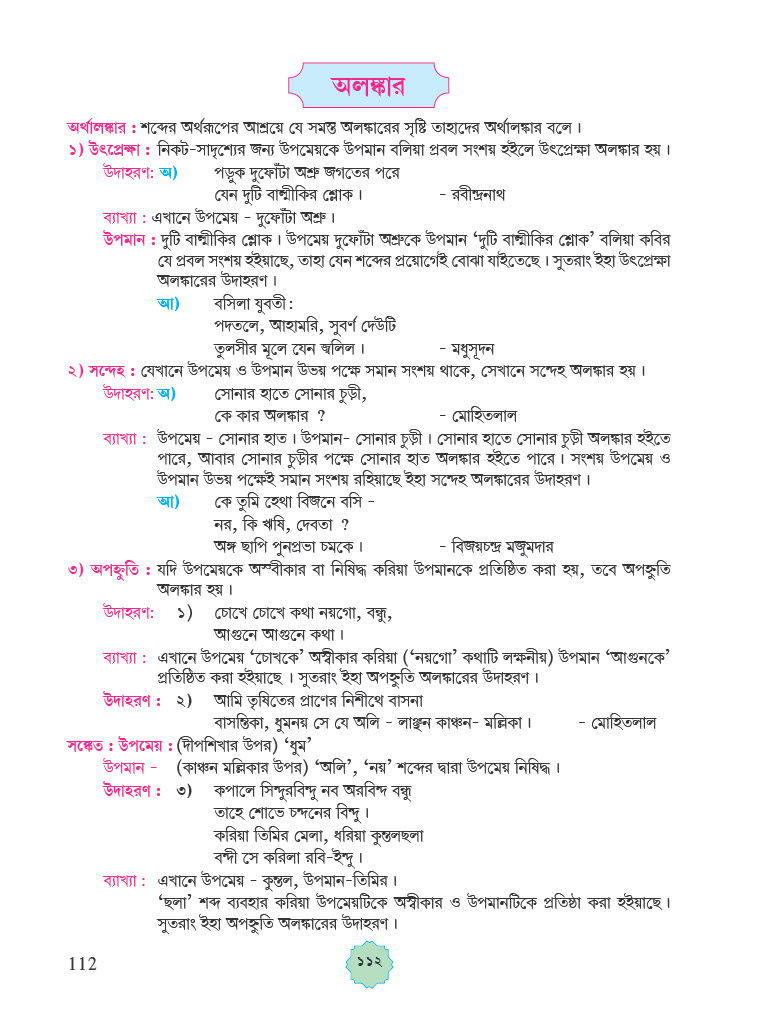 অলঙ্কার
অর্থালঙ্কার : শব্দের অর্থরূপের আশ্রয়ে যে সমস্ত অলঙ্কারের সৃষ্টি তাহাদের অর্থালঙ্কার বলে।
১) উৎপ্রেক্ষা : নিকট-সাদৃশ্যের জন্য উপমেয়কে উপমান বলিয়া প্রবল সংশয় হইলে উৎপ্রেক্ষা অলঙ্কার হয়।
উদাহরণ: অ) পড়ুক দুফোঁটা অশ্রু জগতের পরে
যেন দুটি বাল্মীকির শ্লোক। - রবীন্দ্রনাথ
ব্যাখ্যা : এখানে উপমেয় - দুফোঁটা অশ্রু।
উপমান : দুটি বাল্মীকির শ্লোক। উপমেয় দুফোঁটা অশ্রুকে উপমান ‘দুটি বাল্মীকির শ্লোক’ বলিয়া কবির
যে প্রবল সংশয় হইয়াছে, তাহা যেন শব্দের প্রয়োগেই বোঝা যাইতেছে। সুতরাং ইহা উৎপ্রেক্ষা
অলঙ্কারের উদাহরণ।
আ) বসিলা যুবতী :
পদতলে, আহামরি, সুবর্ণ দেউটি
তুলসীর মূলে যেন জ্বলিল। - মধুসূদন
২) সন্দেহ : যেখানে উপমেয় ও উপমান উভয় পক্ষে সমান সংশয় থাকে, সেখানে সন্দেহ অলঙ্কার হয়।
উদাহরণ: অ) সোনার হাতে সোনার চুড়ী,
কে কার অলঙ্কার ? - মোহিতলাল
ব্যাখ্যা : উপমেয় - সোনার হাত। উপমান- সোনার চুড়ী। সোনার হাতে সোনার চুড়ী অলঙ্কার হইতে
পারে, আবার সোনার চুড়ীর পক্ষে সোনার হাত অলঙ্কার হইতে পারে। সংশয় উপমেয় ও
উপমান উভয় পক্ষেই সমান সংশয় রহিয়াছে ইহা সন্দেহ অলঙ্কারের উদাহরণ।
আ) কে তুমি হেথা বিজনে বসি -
নর, কি ঋষি, দেবতা ?
অঙ্গ ছাপি পুনপ্রভা চমকে। - বিজয়চন্দ্র মজুমদার
৩) অপহ্নুতি : যদি উপমেয়কে অস্বীকার বা নিষিদ্ধ করিয়া উপমানকে প্রতিষ্ঠিত করা হয়, তবে অপহ্নুতি
অলঙ্কার হয়।
উদাহরণ: ১) চোখে চোখে কথা নয়গো, বন্ধু,
আগুনে আগুনে কথা।
ব্যাখ্যা : এখানে উপমেয় ‘চোখকে’ অস্বীকার করিয়া (‘নয়গো’ কথাটি লক্ষনীয়) উপমান ‘আগুনকে’
প্রতিষ্ঠিত করা হইয়াছে। সুতরাং ইহা অপহ্নুতি অলঙ্কারের উদাহরণ।
উদাহরণ : ২) আমি তৃষিতের প্রাণের নিশীথে বাসনা
বাসন্তিকা, ধুমনয় সে যে অলি - লাঞ্ছন কাঞ্চন- মল্লিকা। - মোহিতলাল
সঙ্কেত : উপমেয় : (দীপশিখার উপর) ‘ধুম’
উপমান - (কাঞ্চন মল্লিকার উপর) ‘অলি’, ‘নয়’ শব্দের দ্বারা উপমেয় নিষিদ্ধ।
উদাহরণ : ৩) কপালে সিন্দুরবিন্দু নব অরবিন্দ বন্ধু
তাহে শোভে চন্দনের বিন্দু।
করিয়া তিমির মেলা, ধরিয়া কুন্তলছলা
বন্দী সে করিলা রবি-ইন্দু।
ব্যাখ্যা : এখানে উপমেয় - কুন্তল, উপমান-তিমির।
‘ছলা’ শব্দ ব্যবহার করিয়া উপমেয়টিকে অস্বীকার ও উপমানটিকে প্রতিষ্ঠা করা হইয়াছে।
সুতরাং ইহা অপহ্নুতি অলঙ্কারের উদাহরণ।
112 ১১২